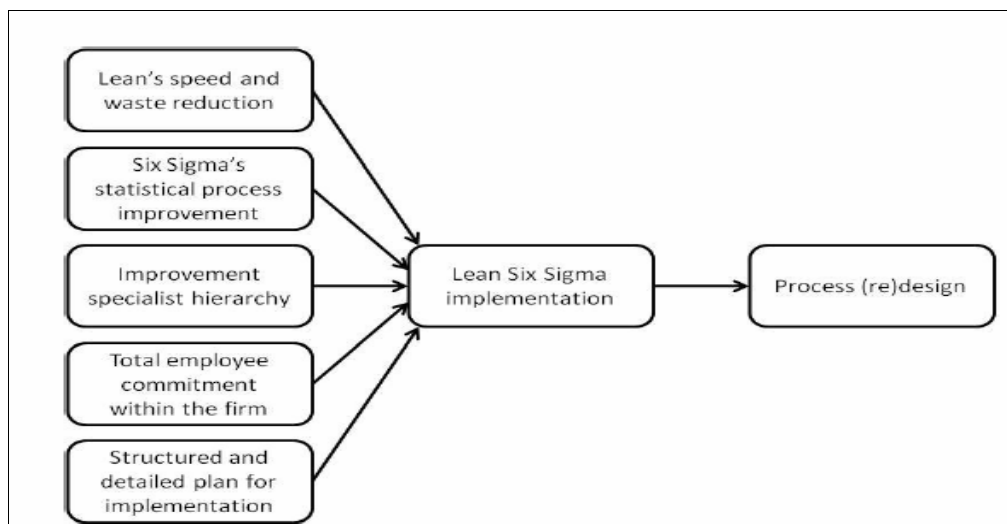 Lean's speed and
waste reduction
Six Sigma's
statistical process
improvement
Improvement
specialist hierarchy
Total employee
commitment
within the firm
Structured and
detailed plan for
implementation
Lean Six Sigma
implementation
Process (re)design